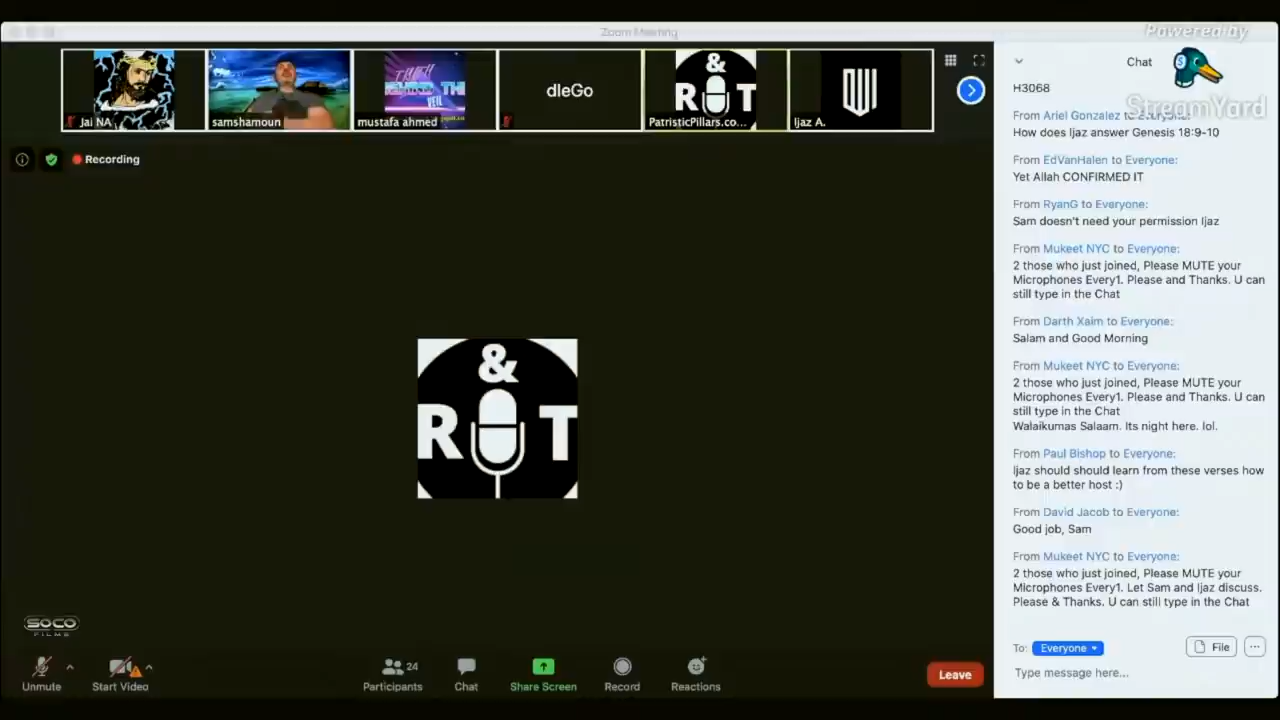 Zoom Meeting
Powered by
StreamYard
Jai NA
samshamoun
mustafa ahmed
VEIL
dleGo
&
R T
PatristicPillars.co...
Ijaz A.
Recording
&
R T
SOCO
FILMS
Unmute
Start Video
24
Participants
Chat
Share Screen
Record
Reactions
Leave
Chat
H3068
From Ariel Gonzalez to Everyone:
How does Ijaz answer Genesis 18:9-10
From EdVanHalen to Everyone:
Yet Allah CONFIRMED IT
From RyanG to Everyone:
Sam doesn't need your permission Ijaz
From Mukeet NYC to Everyone:
2 those who just joined, Please MUTE your
Microphones Every1. Please and Thanks. U can
still type in the Chat
From Darth Xaim to Everyone:
Salam and Good Morning
From Mukeet NYC to Everyone:
2 those who just joined, Please MUTE your
Microphones Every1. Please and Thanks. U can
still type in the Chat
Walaikumas Salaam. Its night here. lol.
From Paul Bishop to Everyone:
Ijaz should should learn from these verses how
to be a better host :)
From David Jacob to Everyone:
Good job, Sam
From Mukeet NYC to Everyone:
2 those who just joined, Please MUTE your
Microphones Every1. Let Sam and Ijaz discuss.
Please & Thanks. U can still type in the Chat
To: Everyone
File
Type message here...